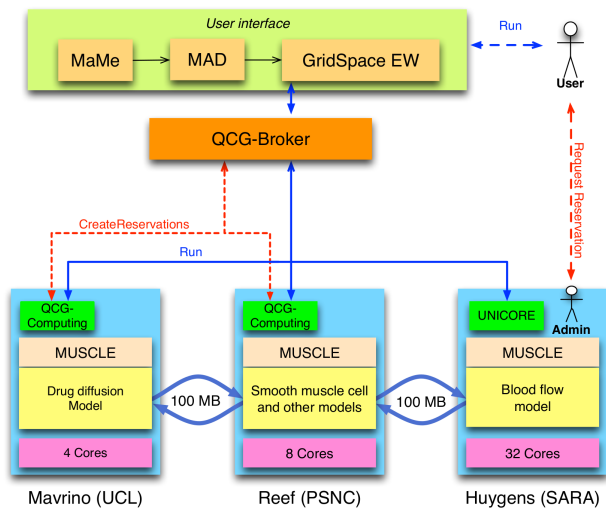 User interface
MaMe
MAD
GridSpace EW
Run
User
QCG-Broker
Request Reservation
CreateReservations
Run
QCG-
Computing
QCG-
Computing
UNICORE
Admin
MUSCLE
MUSCLE
MUSCLE
Drug diffusion
Model
100 MB
Smooth muscle cell
and other models
100 MB
Blood flow
model
4 Cores
8 Cores
32 Cores
Mavrino (UCL)
Reef (PSNC)
Huygens (SARA)